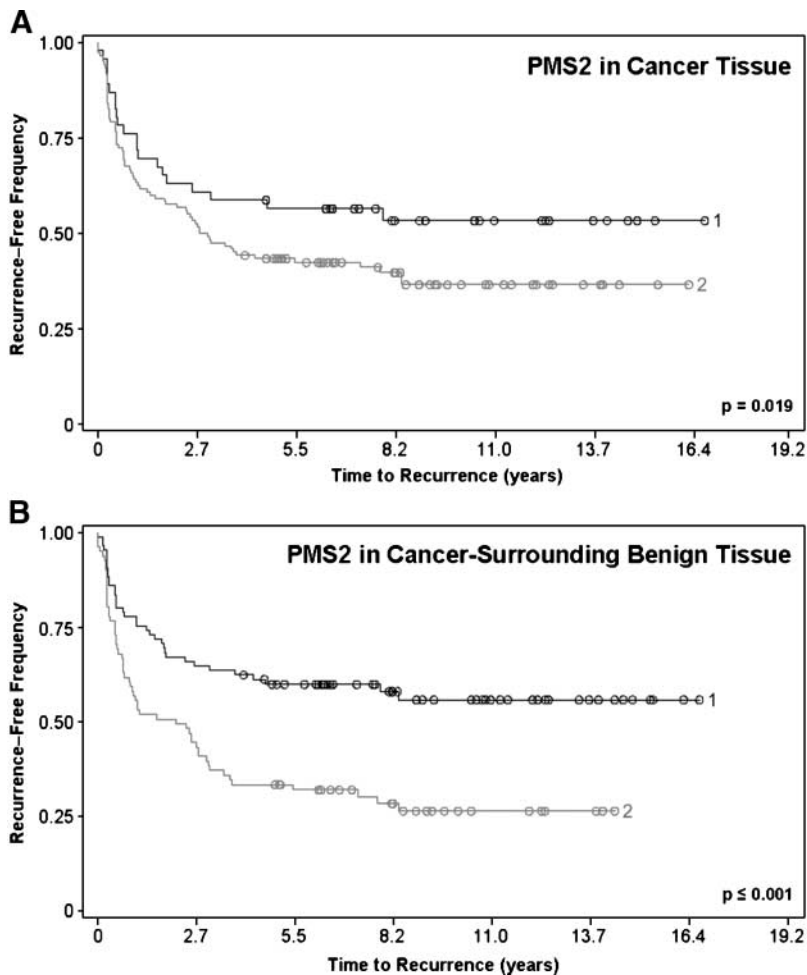 A
PMS2 in Cancer Tissue
Recurrence-Free Frequency
1.00
0.75
0.50
0.25
0
1
2
p = 0.019
0 2.7 5.5 8.2 11.0 13.7 16.4 19.2
Time to Recurrence (years)
B
PMS2 in Cancer-Surrounding Benign Tissue
Recurrence-Free Frequency
1.00
0.75
0.50
0.25
0
1
2
p ≤ 0.001
0 2.7 5.5 8.2 11.0 13.7 16.4 19.2
Time to Recurrence (years)